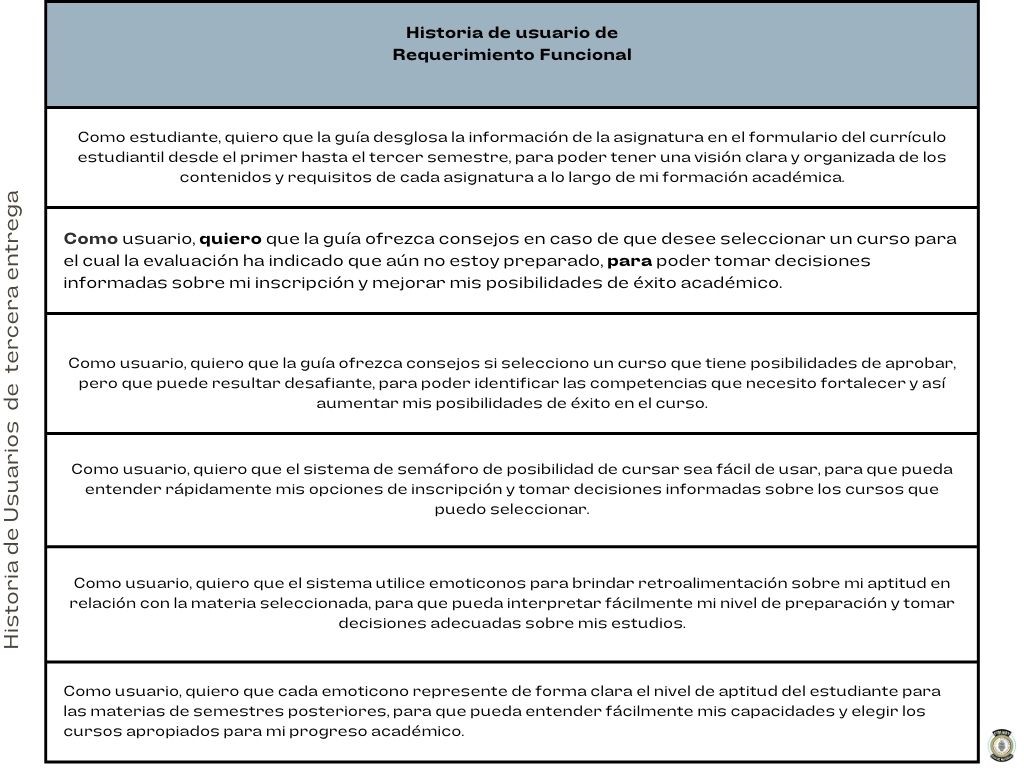 Historia de usuario de
Requerimiento Funcional
Como estudiante, quiero que la guía desglosa la información de la asignatura en el formulario del currículo
estudiantil desde el primer hasta el tercer semestre, para poder tener una visión clara y organizada de los
contenidos y requisitos de cada asignatura a lo largo de mi formación académica.
Como usuario, quiero que la guía ofrezca consejos en caso de que desee seleccionar un curso para
el cual la evaluación ha indicado que aún no estoy preparado, para poder tomar decisiones
informadas sobre mi inscripción y mejorar mis posibilidades de éxito académico.
Como usuario, quiero que la guía ofrezca consejos si selecciono un curso que tiene posibilidades de aprobar,
pero que puede resultar desafiante, para poder identificar las competencias que necesito fortalecer y así
aumentar mis posibilidades de éxito en el curso.
Como usuario, quiero que el sistema de semáforo de posibilidad de cursar sea fácil de usar, para que pueda
entender rápidamente mis opciones de inscripción y tomar decisiones informadas sobre los cursos que
puedo seleccionar.
Como usuario, quiero que el sistema utilice emoticonos para brindar retroalimentación sobre mi aptitud en
relación con la materia seleccionada, para que pueda interpretar fácilmente mi nivel de preparación y tomar
decisiones adecuadas sobre mis estudios.
Como usuario, quiero que cada emoticono represente de forma clara el nivel de aptitud del estudiante para
las materias de semestres posteriores, para que pueda entender fácilmente mis capacidades y elegir los
cursos apropiados para mi progreso académico.
Historia de Usuarios de tercera entrega